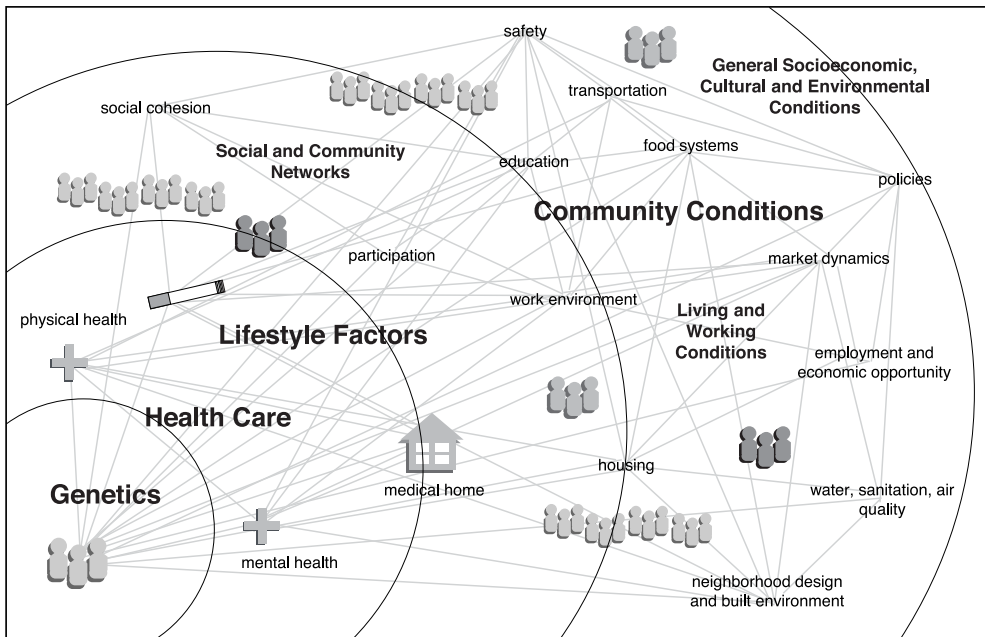 safety
General Socioeconomic,
Cultural and Environmental
Conditions
transportation
social cohesion
Social and Community
Networks
education
food systems
policies
Community Conditions
participation
market dynamics
work environment
physical health
Lifestyle Factors
Living and
Working
Conditions
employment and
economic opportunity
Health Care
Genetics
medical home
housing
water, sanitation, air
quality
mental health
neighborhood design
and built environment